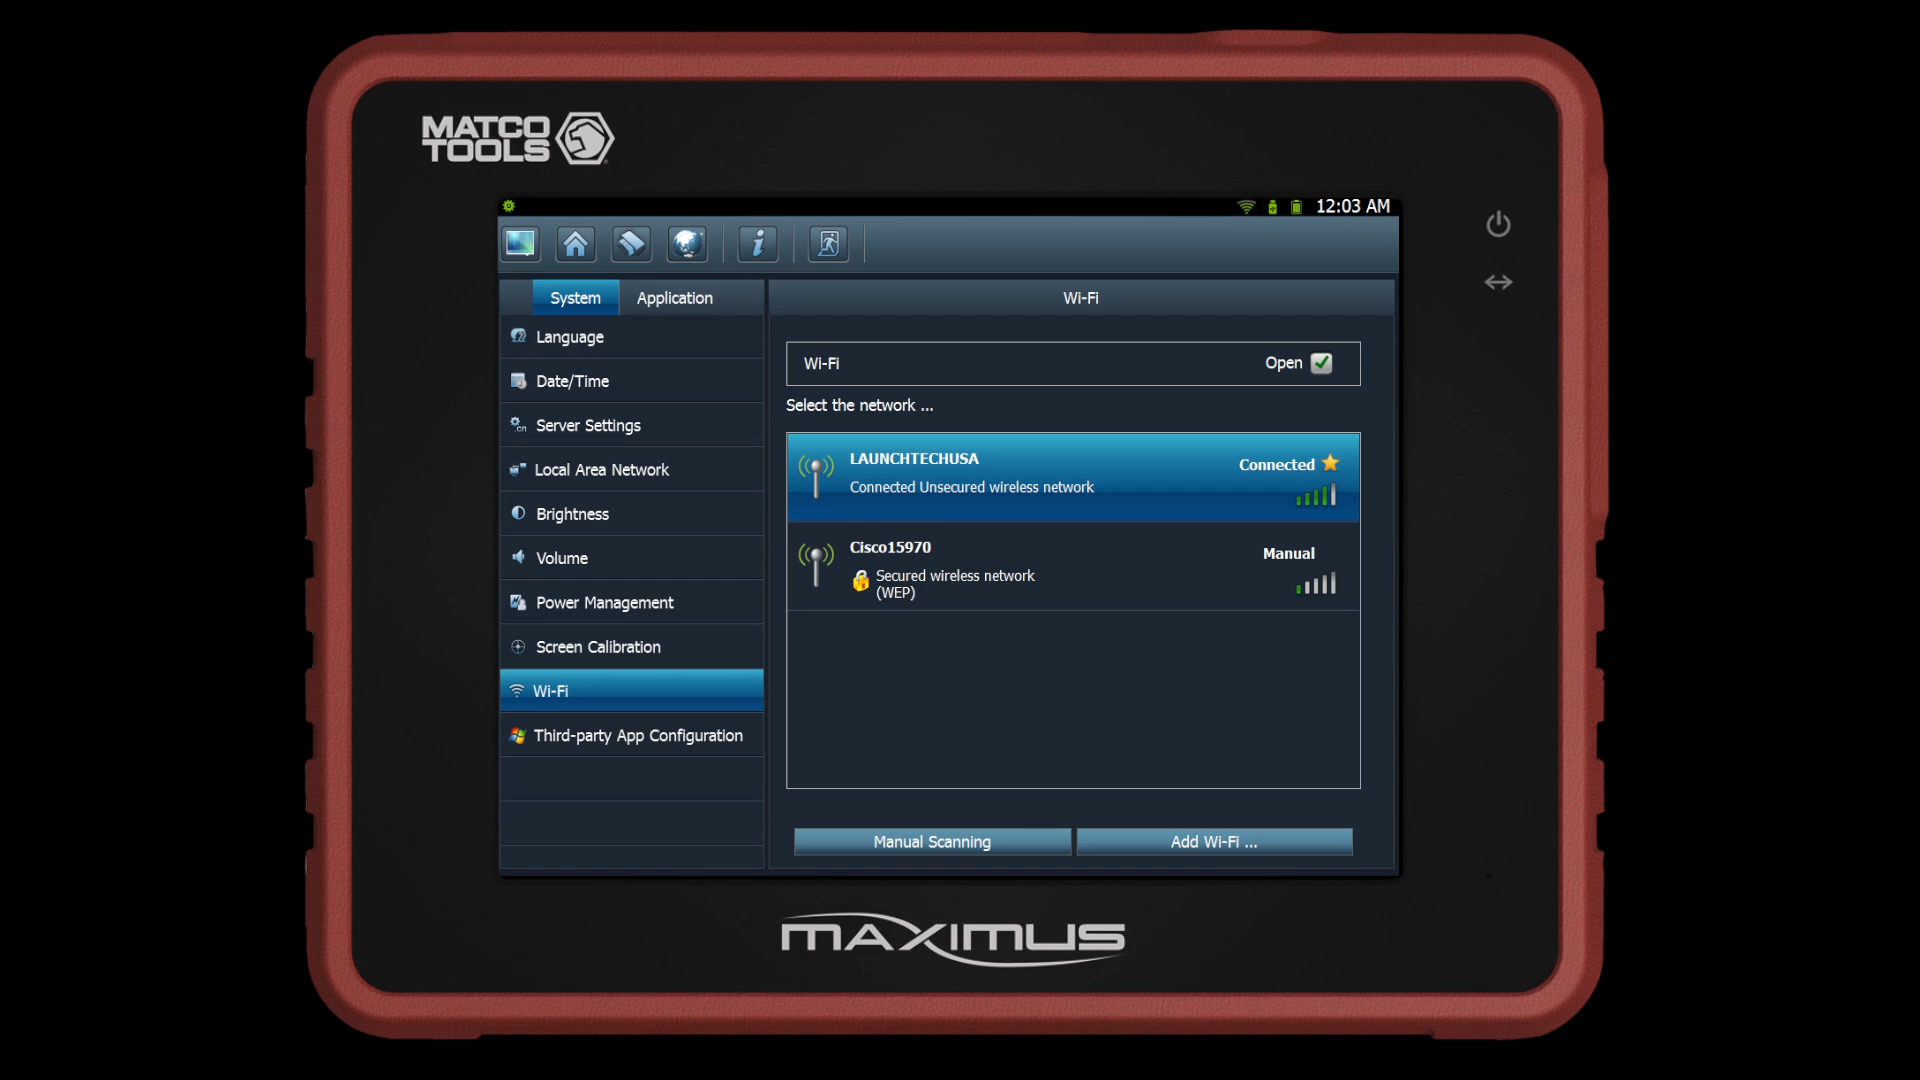 MATCO
TOOLS
12:03 AM
System
Application
Wi-Fi
Language
Date/Time
Server Settings
Local Area Network
Brightness
Volume
Power Management
Screen Calibration
Wi-Fi
Third-party App Configuration
Wi-Fi
Open
Select the network ...
LAUNCHTECHUSA
Connected
Connected Unsecured wireless network
Cisco15970
Manual
Secured wireless network
(WEP)
Manual Scanning
Add Wi-Fi ...
MAXIMUS